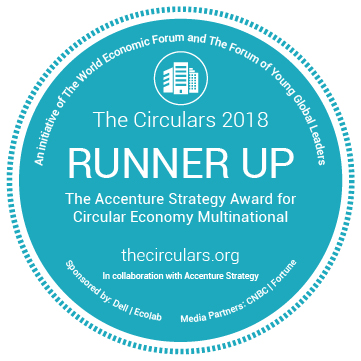 An initiative of The World Economic Forum and The Forum of Young Global Leaders
The Circulars 2018
RUNNER UP
The Accenture Strategy Award for
Circular Economy Multinational
thecirculars.org
In collaboration with Accenture Strategy
Sponsored by: Dell | Ecolab
Media Partners: CNBC | Fortune